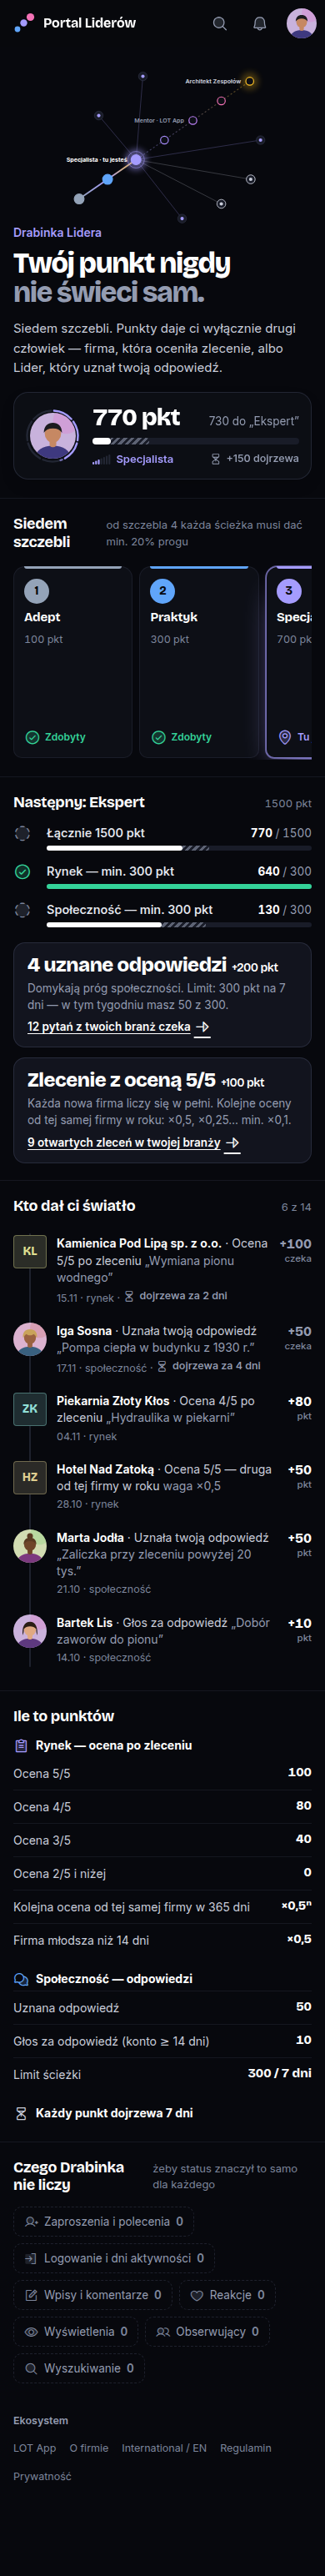 Portal Liderów
Architekt Zespołów
Mentor · LOT App
Specjalista · tu jesteś
Drabinka Lidera
Twój punkt nigdy
nie świeci sam.
Siedem szczebli. Punkty daje ci wyłącznie drugi
człowiek — firma, która oceniła zlecenie, albo
Lider, który uznał twoją odpowiedź.
770 pkt
730 do „Ekspert”
Specjalista
+150 dojrzewa
Siedem
szczebli
od szczebla 4 każda ścieżka musi dać
min. 20% progu
1
2
3
Adept
Praktyk
Specja
100 pkt
300 pkt
700 pk
Zdobyty
Zdobyty
Tu
Następny: Ekspert
1500 pkt
Łącznie 1500 pkt
770 / 1500
Rynek — min. 300 pkt
640 / 300
Społeczność — min. 300 pkt
130 / 300
4 uznane odpowiedzi +200 pkt
Domykają próg społeczności. Limit: 300 pkt na 7
dni — w tym tygodniu masz 50 z 300.
12 pytań z twoich branż czeka
Zlecenie z oceną 5/5 +100 pkt
Każda nowa firma liczy się w pełni. Kolejne oceny
od tej samej firmy w roku: ×0,5, ×0,25... min. ×0,1.
9 otwartych zleceń w twojej branży
Kto dał ci światło
6 z 14
KL
Kamienica Pod Lipą sp. z o.o. · Ocena
5/5 po zleceniu „Wymiana pionu
wodnego”
15.11 · rynek · dojrzewa za 2 dni
+100
czeka
Iga Sosna · Uznała twoją odpowiedź
„Pompa ciepła w budynku z 1930 r.”
17.11 · społeczność · dojrzewa za 4 dni
+50
czeka
ZK
Piekarnia Złoty Kłos · Ocena 4/5 po
zleceniu „Hydraulika w piekarni”
04.11 · rynek
+80
pkt
HZ
Hotel Nad Zatoką · Ocena 5/5 — druga
od tej firmy w roku waga ×0,5
28.10 · rynek
+50
pkt
Marta Jodła · Uznała twoją odpowiedź
„Zaliczka przy zleceniu powyżej 20
tys.”
21.10 · społeczność
+50
pkt
Bartek Lis · Głos za odpowiedź „Dobór
zaworów do pionu”
14.10 · społeczność
+10
pkt
Ile to punktów
Rynek — ocena po zleceniu
Ocena 5/5 100
Ocena 4/5 80
Ocena 3/5 40
Ocena 2/5 i niżej 0
Kolejna ocena od tej samej firmy w 365 dni ×0,5ⁿ
Firma młodsza niż 14 dni ×0,5
Społeczność — odpowiedzi
Uznana odpowiedź 50
Głos za odpowiedź (konto ≥ 14 dni) 10
Limit ścieżki 300 / 7 dni
Każdy punkt dojrzewa 7 dni
Czego Drabinka
nie liczy
żeby status znaczył to samo
dla każdego
Zaproszenia i polecenia 0
Logowanie i dni aktywności 0
Wpisy i komentarze 0
Reakcje 0
Wyświetlenia 0
Obserwujący 0
Wyszukiwanie 0
Ekosystem
LOT App O firmie International / EN Regulamin
Prywatność